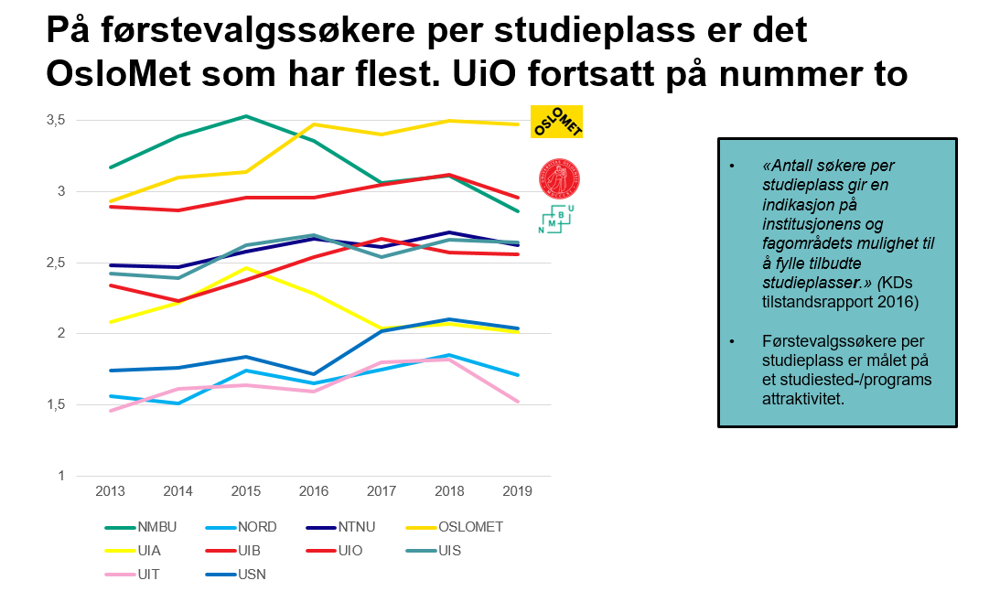 På førstevalgssøkere per studieplass er det
OsloMet som har flest. UiO fortsatt på nummer to
3,5
3
2,5
2
1,5
1
2013 2014 2015 2016 2017 2018 2019
NMBU NORD NTNU OSLOMET
UIA UIB UIO UIS
UIT USN
OSLOMET
NMBU
• «Antall søkere per
studieplass gir en
indikasjon på
institusjonens og
fagområdets mulighet til
å fylle tilbudte
studieplasser.» (KDs
tilstandsrapport 2016)
• Førstevalgssøkere per
studieplass er målet på
et studiested-/programs
attraktivitet.